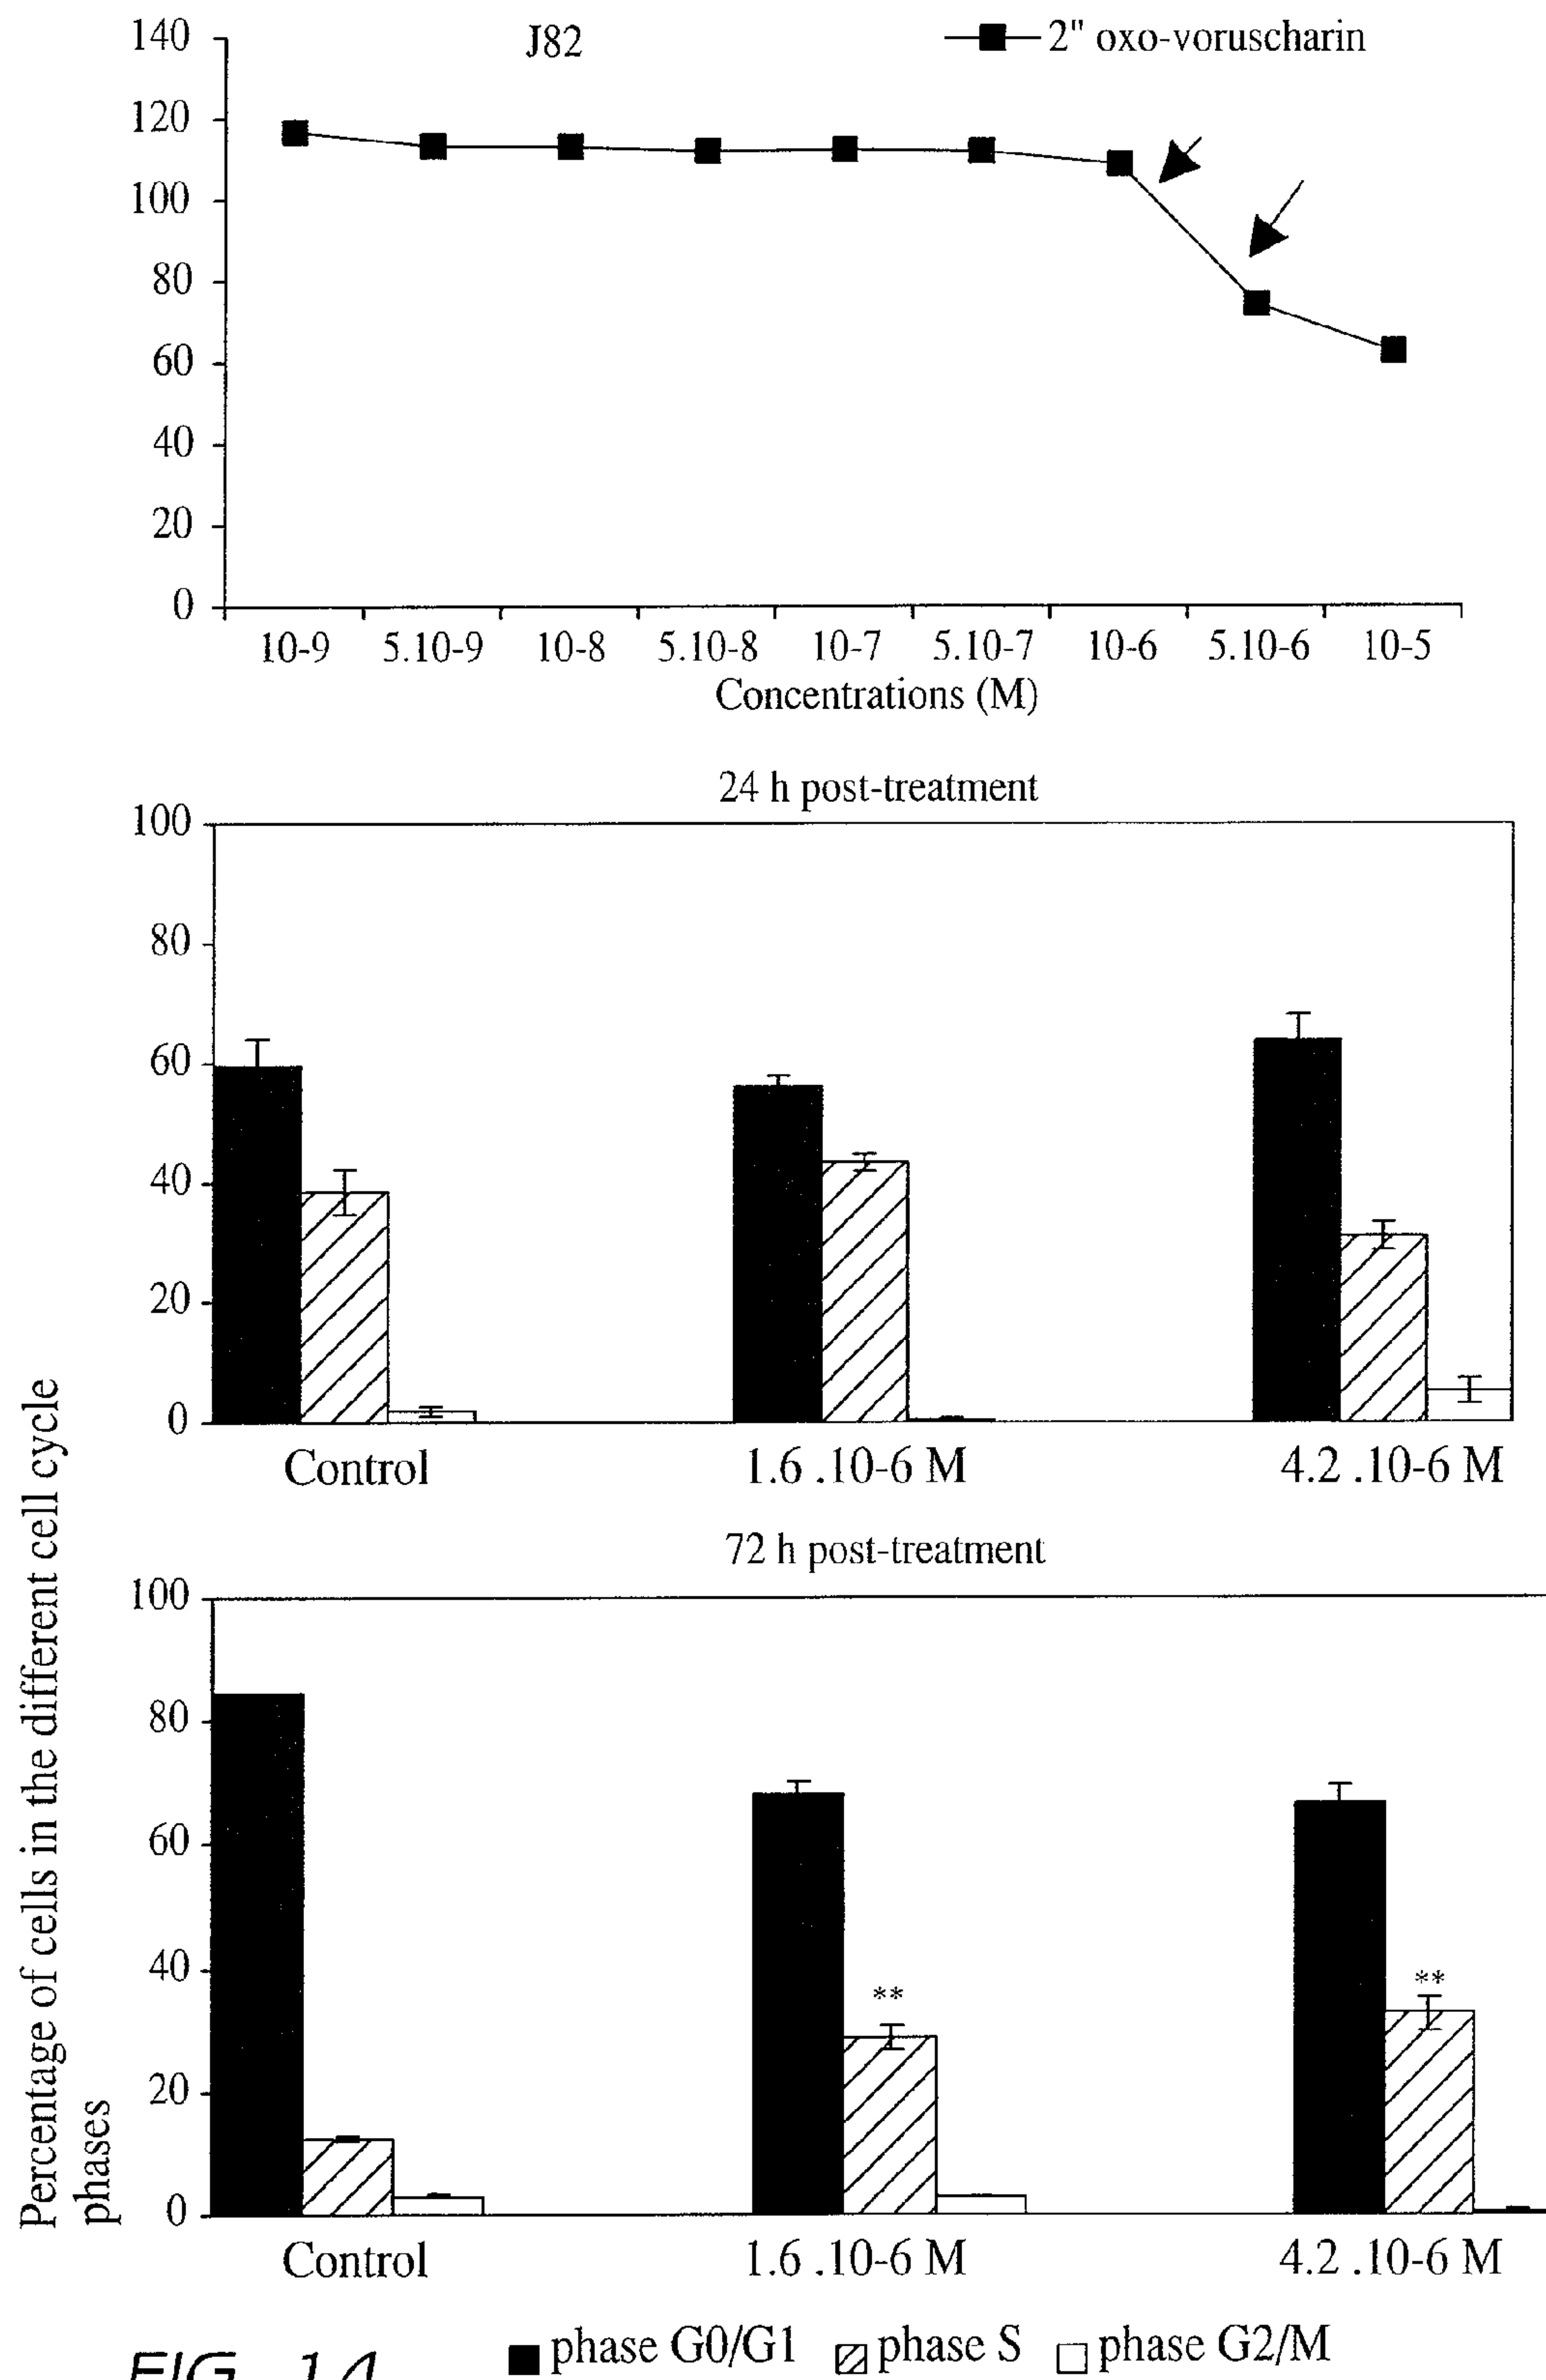 J82
2" oxo-voruscharin
140
120
100
80
60
40
20
0
10-9 5.10-9 10-8 5.10-8 10-7 5.10-7 10-6 5.10-6 10-5
Concentrations (M)
24 h post-treatment
100
80
60
40
20
0
Control 1.6 .10-6 M 4.2 .10-6 M
72 h post-treatment
100
80
60
40
20
0
** **
Control 1.6 .10-6 M 4.2 .10-6 M
Percentage of cells in the different cell cycle
phases
phase G0/G1 phase S phase G2/M
FIG. 14